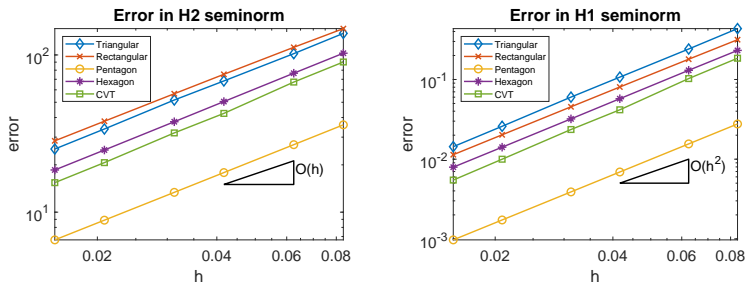 Error in H2 seminorm
10^2
10^1
error
Triangular
Rectangular
Pentagon
Hexagon
CVT
O(h)
0.02
0.04
0.06
0.08
h
Error in H1 seminorm
10^-1
10^-2
10^-3
error
Triangular
Rectangular
Pentagon
Hexagon
CVT
O(h^2)
0.02
0.04
0.06
0.08
h